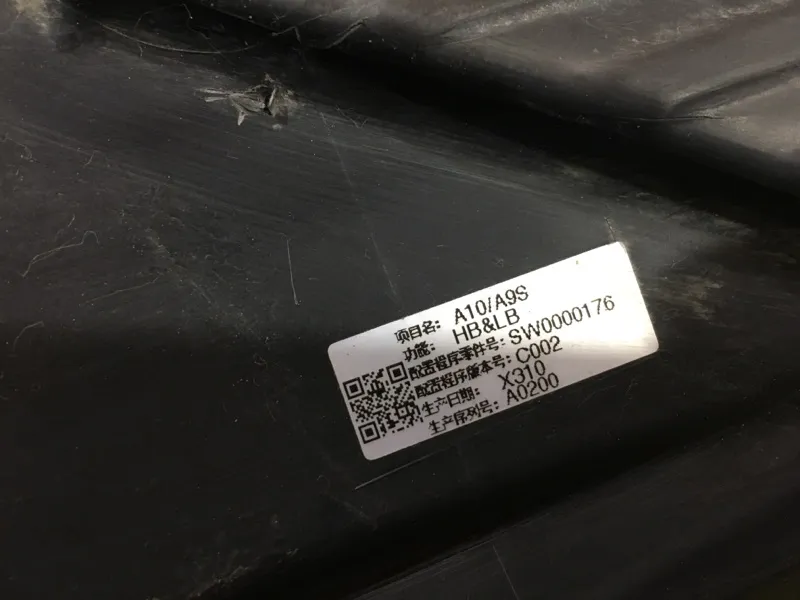 项目名: A10/A9S
功能: HB&LB
配置程序零件号: SW0000176
配置程序版本号: C002
生产日期: X310
生产序列号: A0200